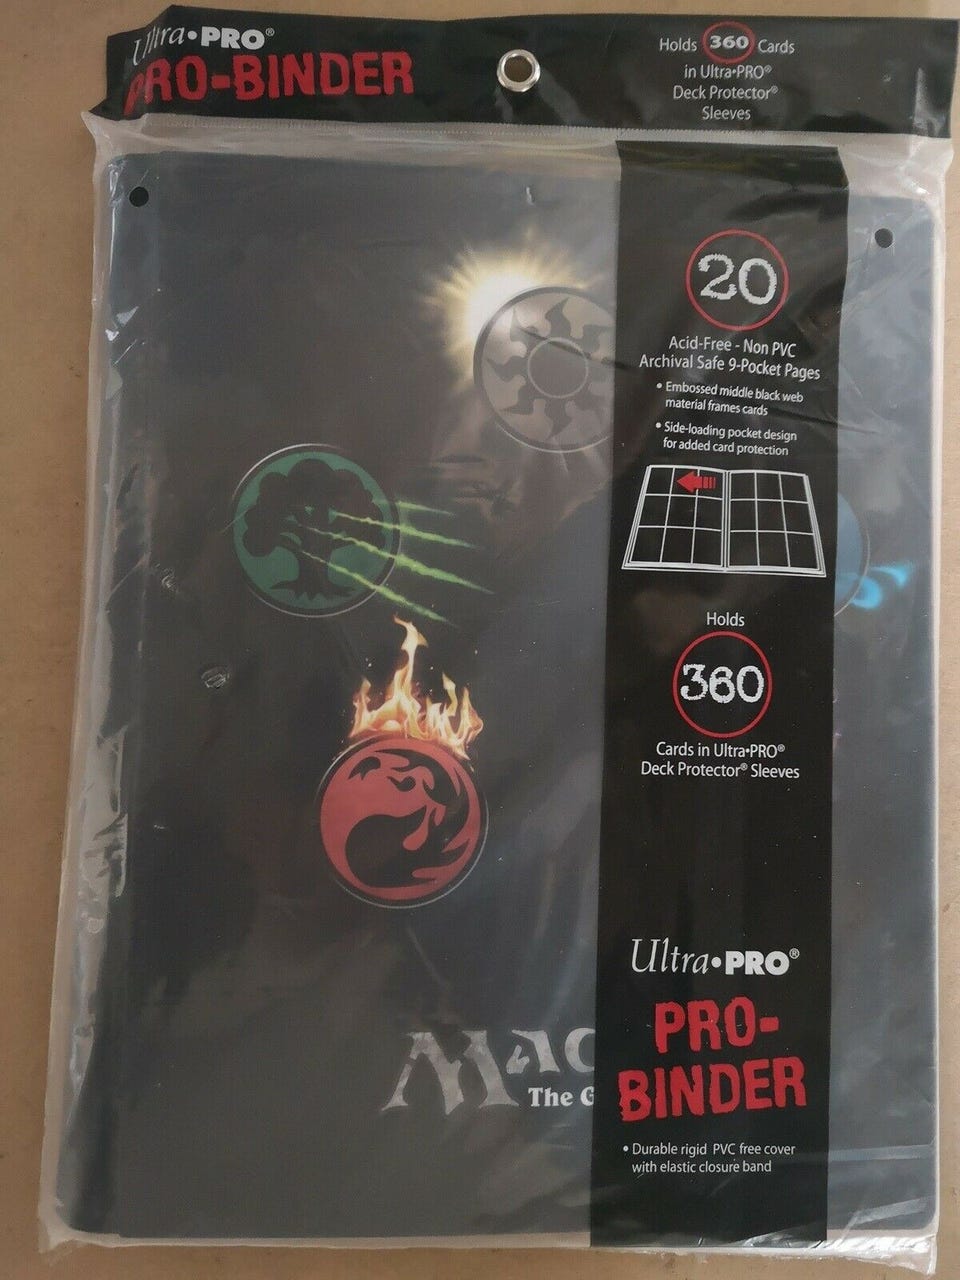 Ultra•PRO®
PRO-BINDER
Holds 360 Cards
in Ultra•PRO®
Deck Protector®
Sleeves
20
Acid-Free - Non PVC
Archival Safe 9-Pocket Pages
• Embossed middle black web
material frames cards
• Side-loading pocket design
for added card protection
Holds
360
Cards in Ultra•PRO®
Deck Protector® Sleeves
Ultra•PRO®
PRO-
BINDER
• Durable rigid PVC free cover
with elastic closure band
MAG
The G